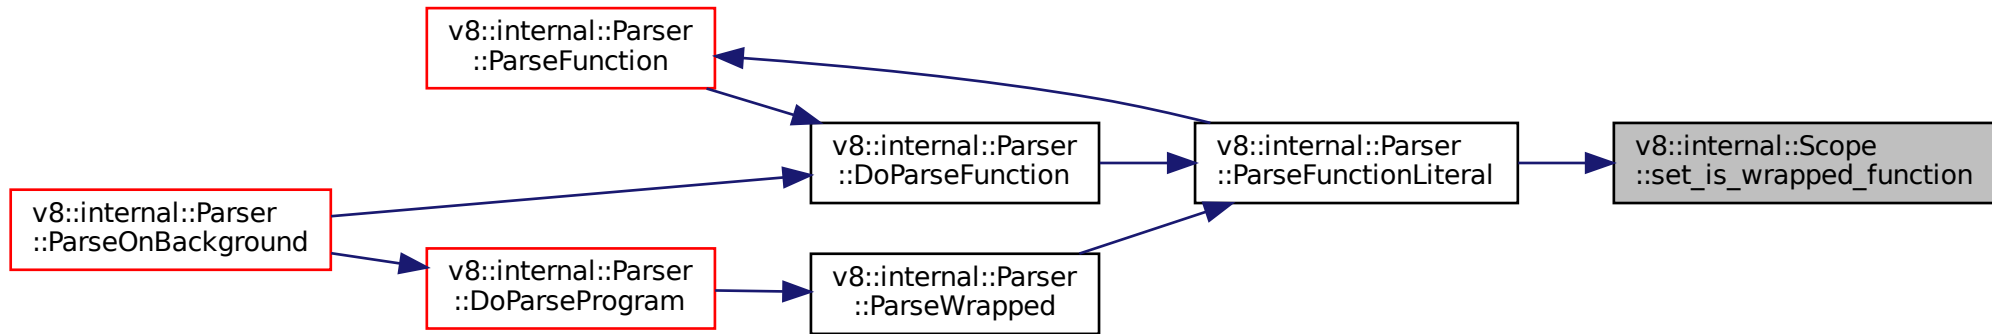 v8::internal::Parser
::ParseFunction
v8::internal::Parser
::DoParseFunction
v8::internal::Parser
::ParseFunctionLiteral
v8::internal::Scope
::set_is_wrapped_function
v8::internal::Parser
::ParseOnBackground
v8::internal::Parser
::DoParseProgram
v8::internal::Parser
::ParseWrapped